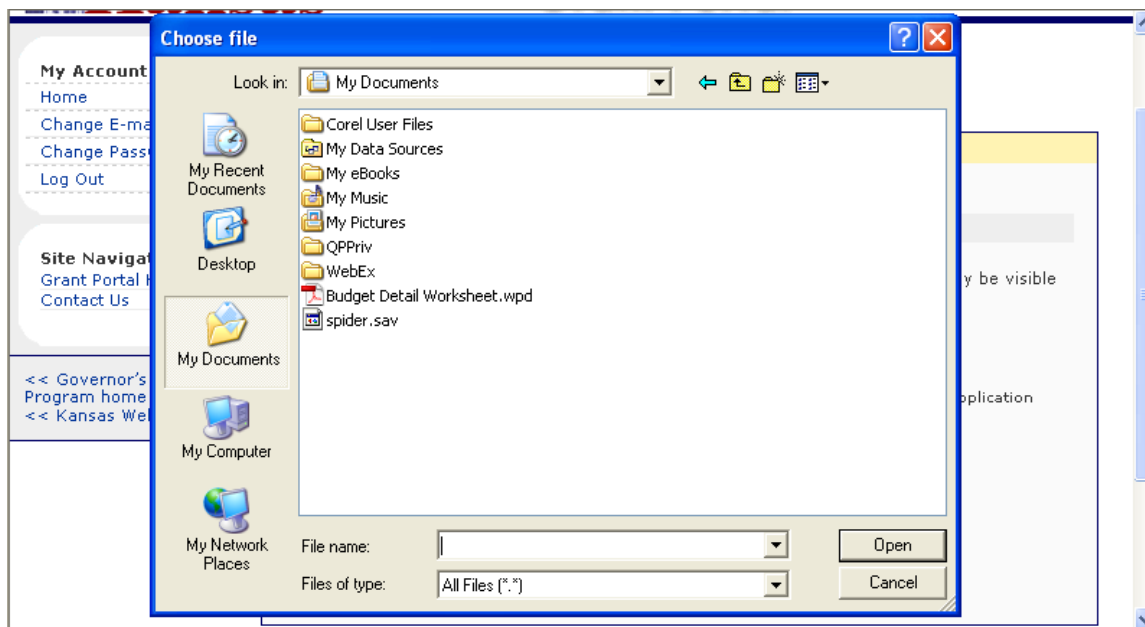 Choose file
My Account
Home
Change E-ma
Change Passw
Log Out
Site Navigat
Grant Portal H
Contact Us
<< Governor's
Program home
<< Kansas Wel
Look in:
My Documents
My Recent
Documents
Desktop
My Documents
My Computer
My Network
Places
Corel User Files
My Data Sources
My eBooks
My Music
My Pictures
QPPriv
WebEx
Budget Detail Worksheet.wpd
spider.sav
File name:
Open
Files of type:
All Files (*.*)
Cancel
y be visible
pplication